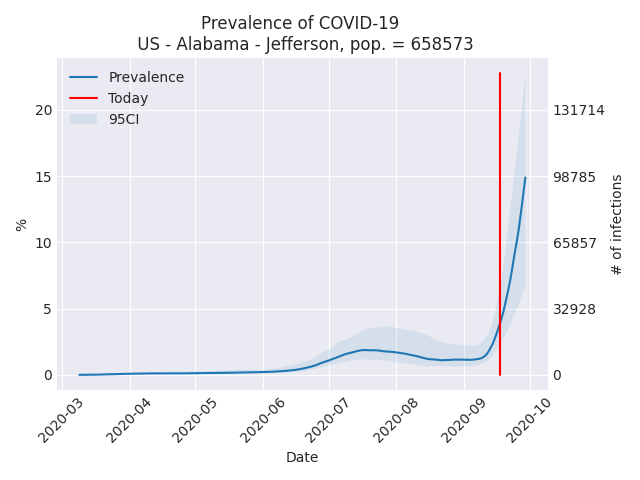 Prevalence of COVID-19
US - Alabama - Jefferson, pop. = 658573
Prevalence
Today
95CI
20
15
10
5
0
%
131714
98785
65857
32928
0
# of infections
2020-03
2020-04
2020-05
2020-06
2020-07
2020-08
2020-09
2020-10
Date